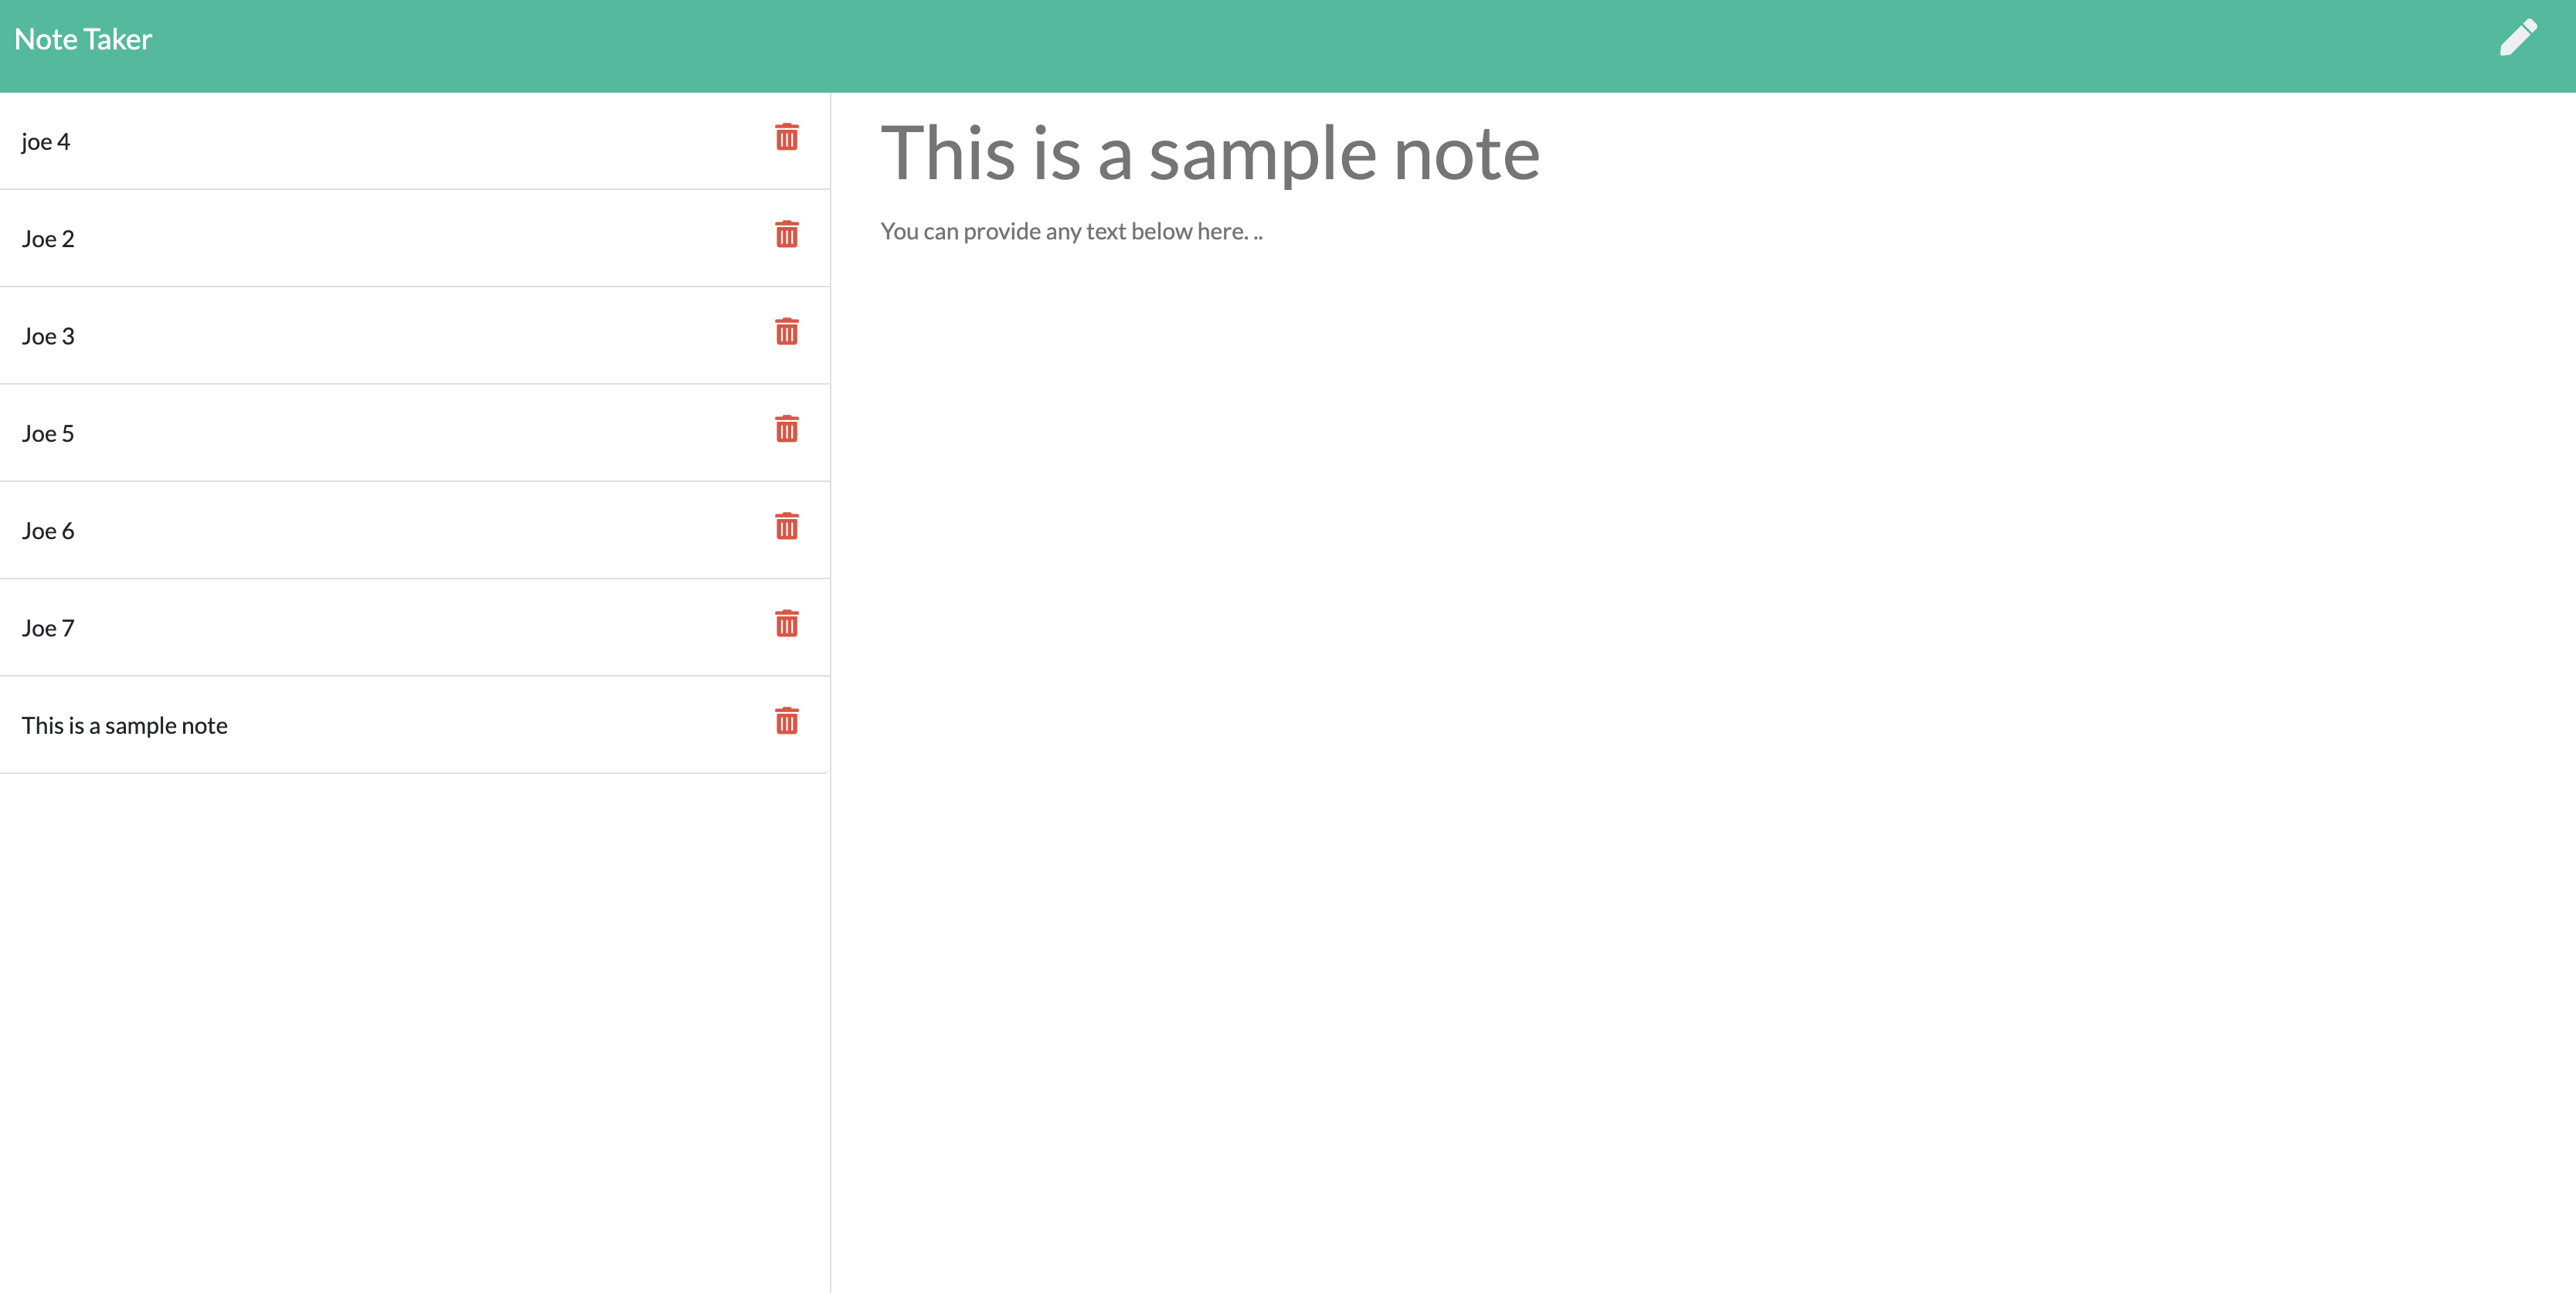 Note Taker
joe 4
Joe 2
Joe 3
Joe 5
Joe 6
Joe 7
This is a sample note
This is a sample note
You can provide any text below here. ..